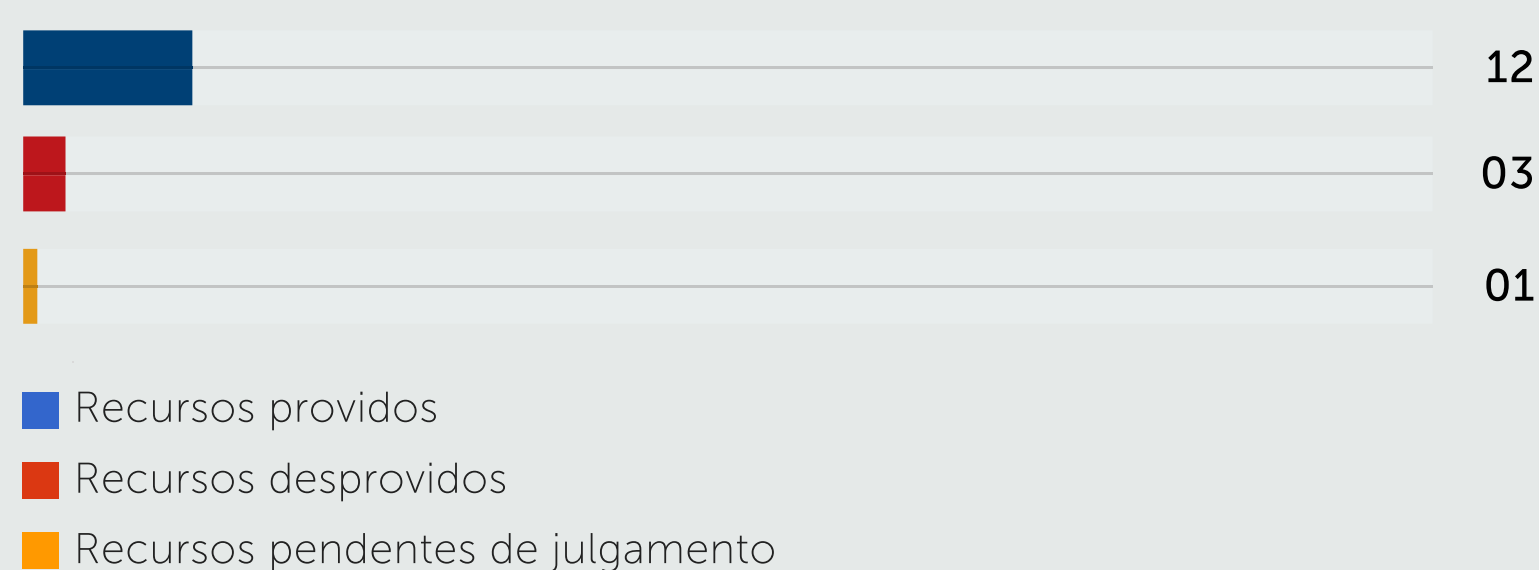 12
03
01
Recursos providos
Recursos desprovidos
Recursos pendentes de julgamento